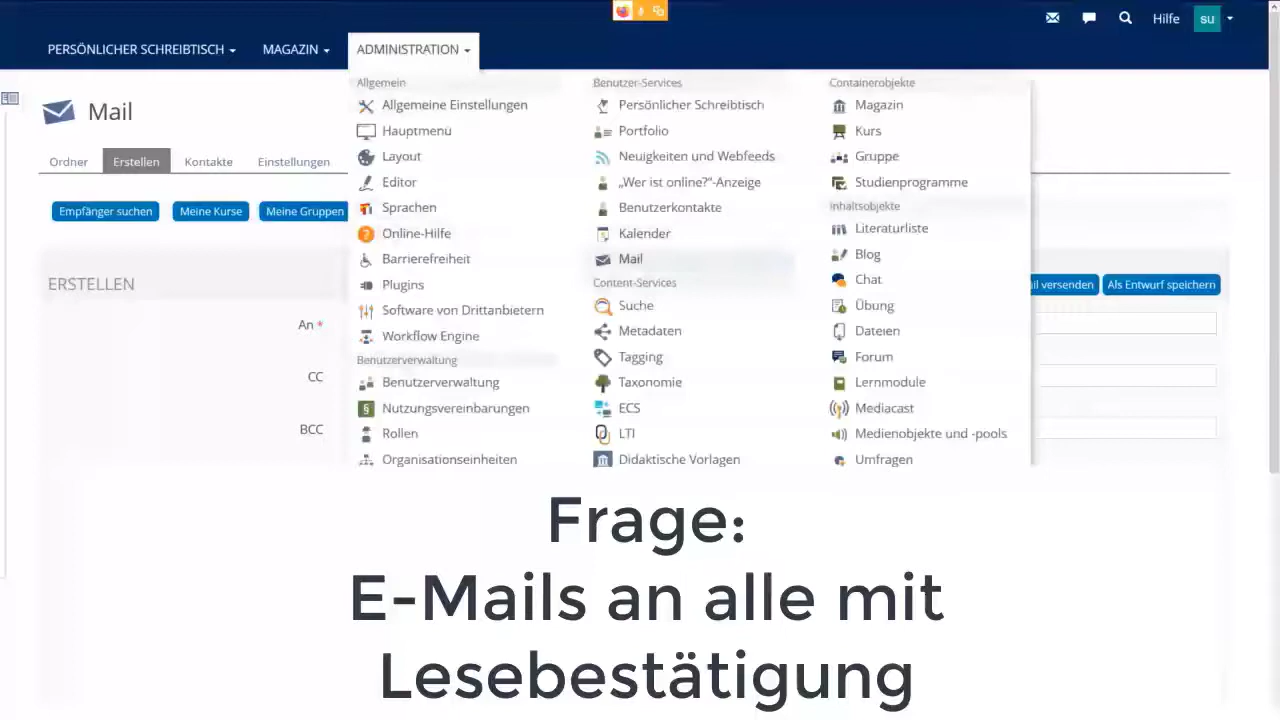 Hilfe
su
PERSÖNLICHER SCHREIBTISCH
MAGAZIN
ADMINISTRATION
Mail
Ordner
Erstellen
Kontakte
Einstellungen
Empfänger suchen
Meine Kurse
Meine Gruppen
ERSTELLEN
An *
CC
BCC
Allgemein
Allgemeine Einstellungen
Hauptmenü
Layout
Editor
Sprachen
Online-Hilfe
Barrierefreiheit
Plugins
Software von Drittanbietern
Workflow Engine
Benutzerverwaltung
Benutzerverwaltung
Nutzungsvereinbarungen
Rollen
Organisationseinheiten
Benutzer-Services
Persönlicher Schreibtisch
Portfolio
Neuigkeiten und Webfeeds
„Wer ist online?“-Anzeige
Benutzerkontakte
Kalender
Mail
Content-Services
Suche
Metadaten
Tagging
Taxonomie
ECS
LTI
Didaktische Vorlagen
Containerobjekte
Magazin
Kurs
Gruppe
Studienprogramme
Inhaltsobjekte
Literaturliste
Blog
Chat
Übung
Dateien
Forum
Lernmodule
Mediacast
Medienobjekte und -pools
Umfragen
il versenden
Als Entwurf speichern
Frage:
E-Mails an alle mit
Lesebestätigung